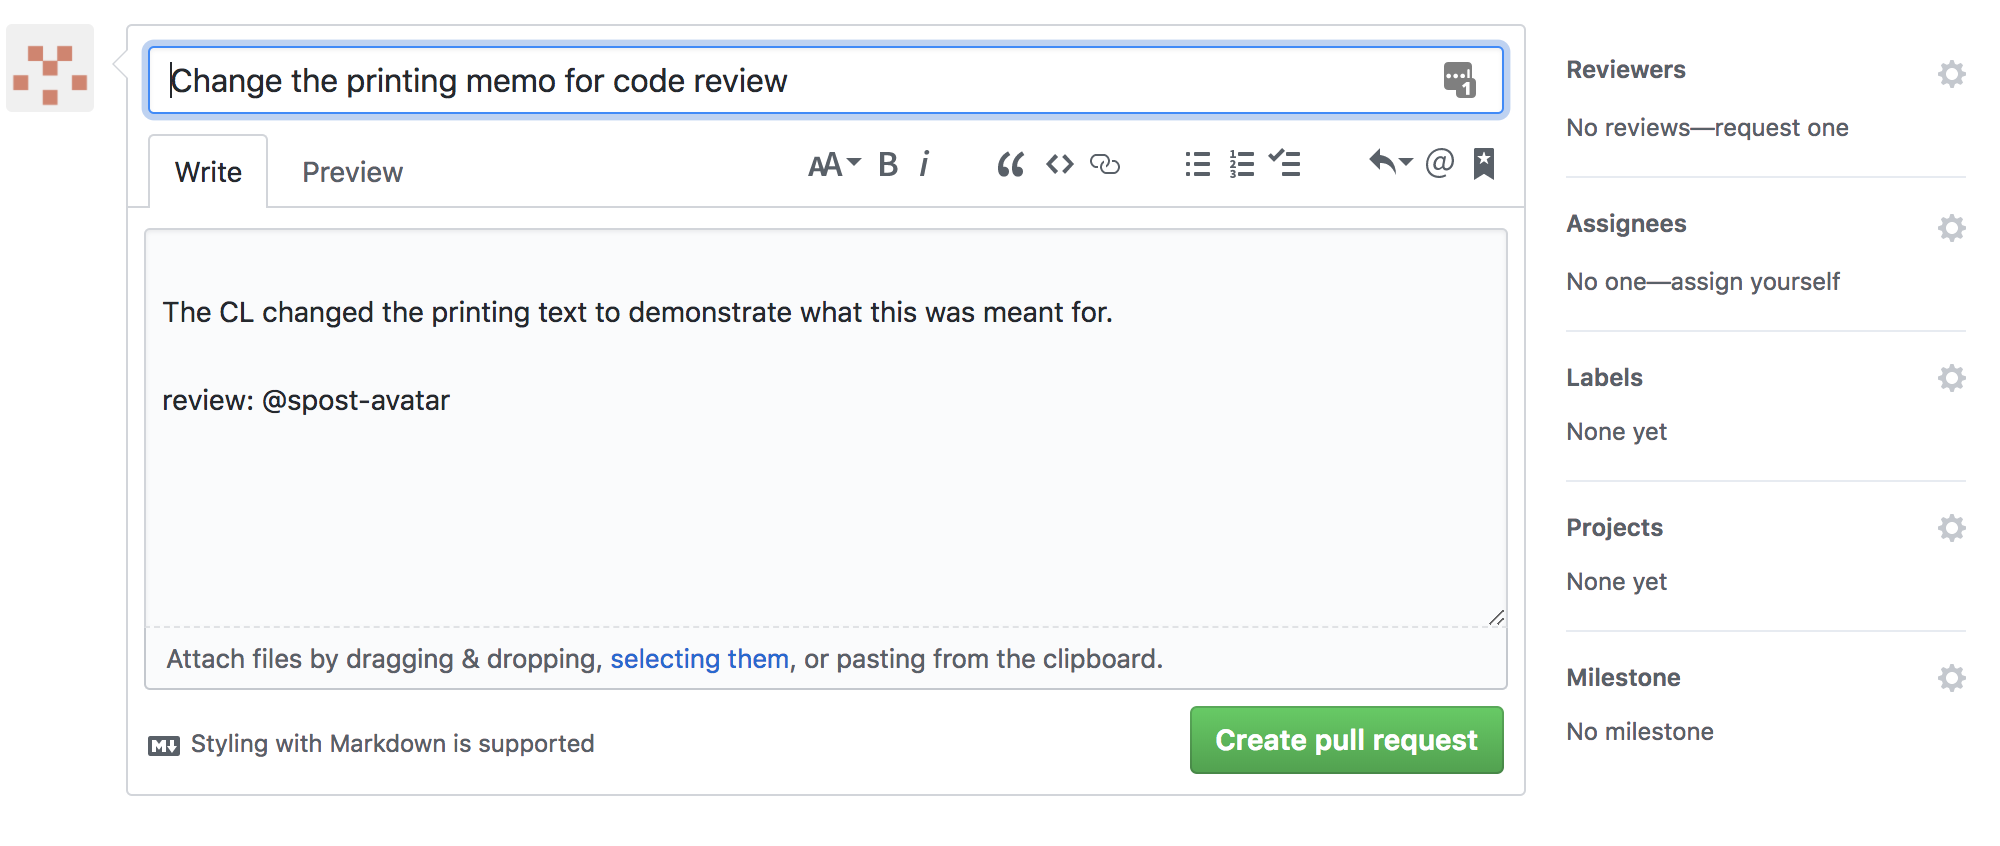 Change the printing memo for code review
Write
Preview
AA B i
@
The CL changed the printing text to demonstrate what this was meant for.
review: @spost-avatar
Attach files by dragging & dropping, selecting them, or pasting from the clipboard.
Styling with Markdown is supported
Create pull request
Reviewers
No reviews—request one
Assignees
No one—assign yourself
Labels
None yet
Projects
None yet
Milestone
No milestone